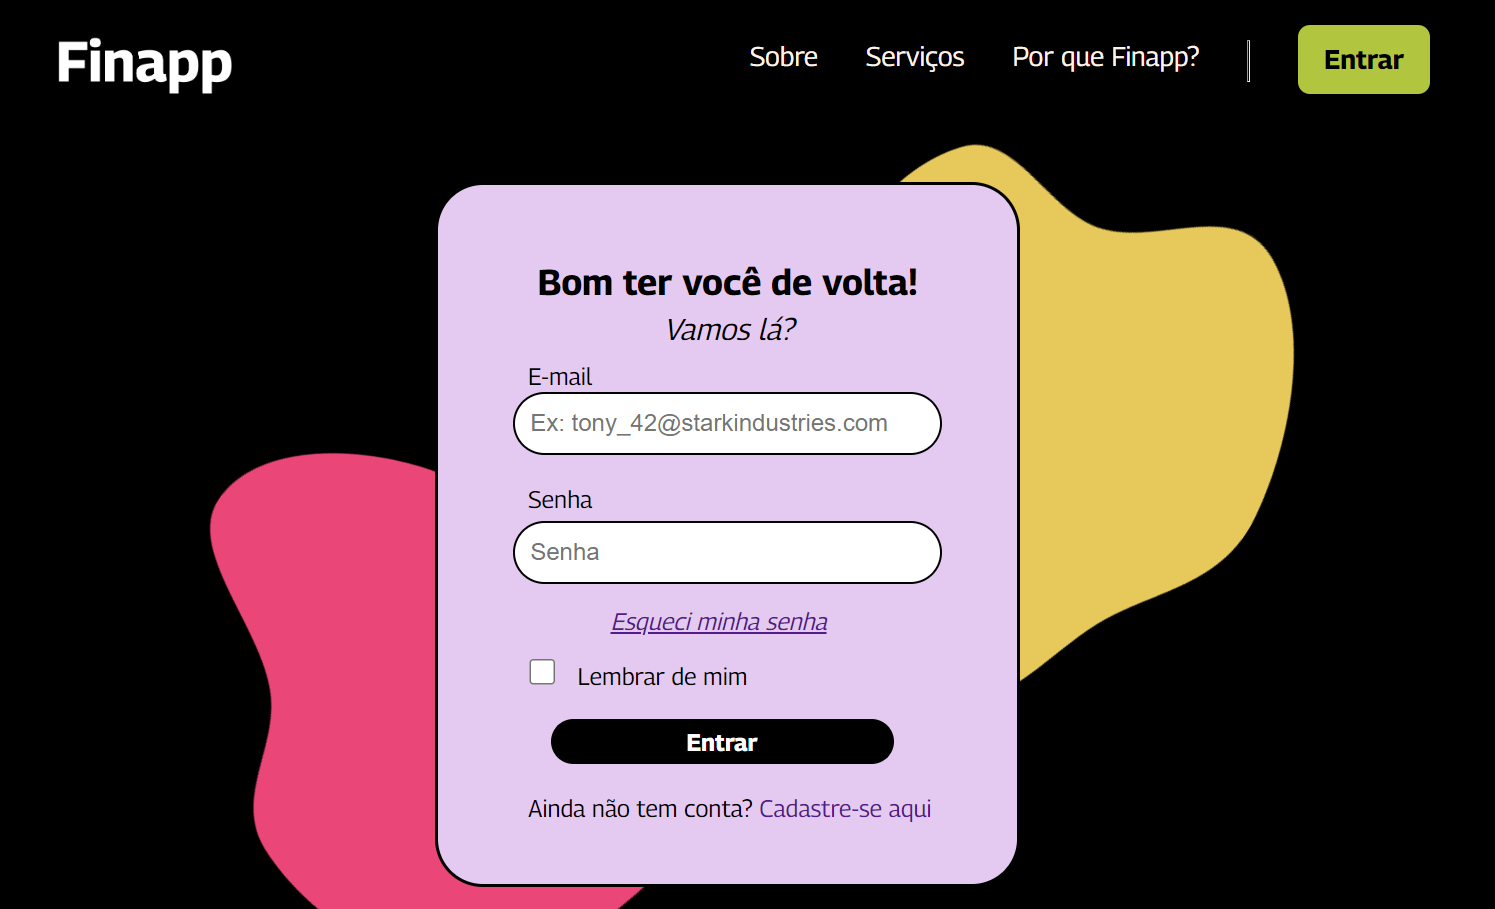 Finapp
Sobre Serviços Por que Finapp? Entrar
Bom ter você de volta!
Vamos lá?
E-mail
Ex: tony_42@starkindustries.com
Senha
Senha
Esqueci minha senha
Lembrar de mim
Entrar
Ainda não tem conta? Cadastre-se aqui